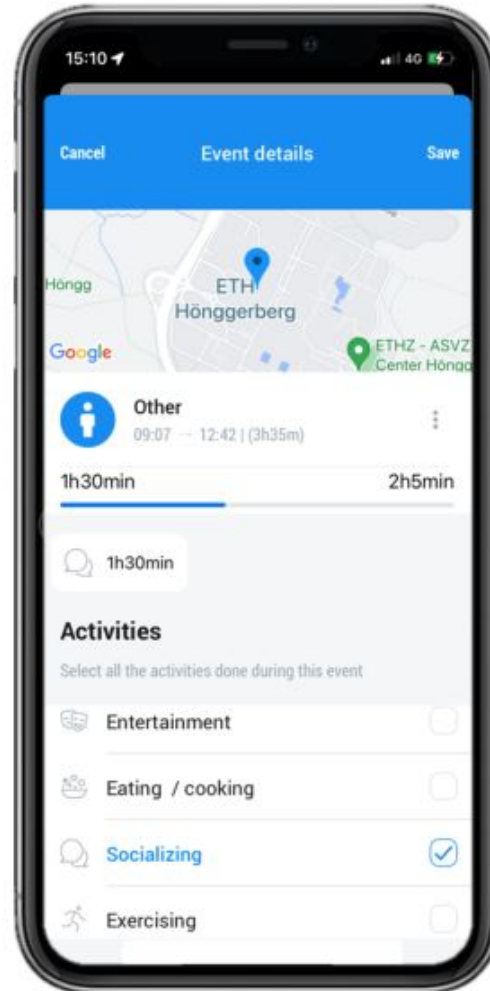 15:10
4G
Cancel Event details Save
Höngg
ETH
Hönggerberg
Google
ETHZ - ASVZ
Center Höngg
Other
09:07 → 12:42 | (3h35m)
1h30min 2h5min
1h30min
Activities
Select all the activities done during this event
Entertainment
Eating / cooking
Socializing
Exercising